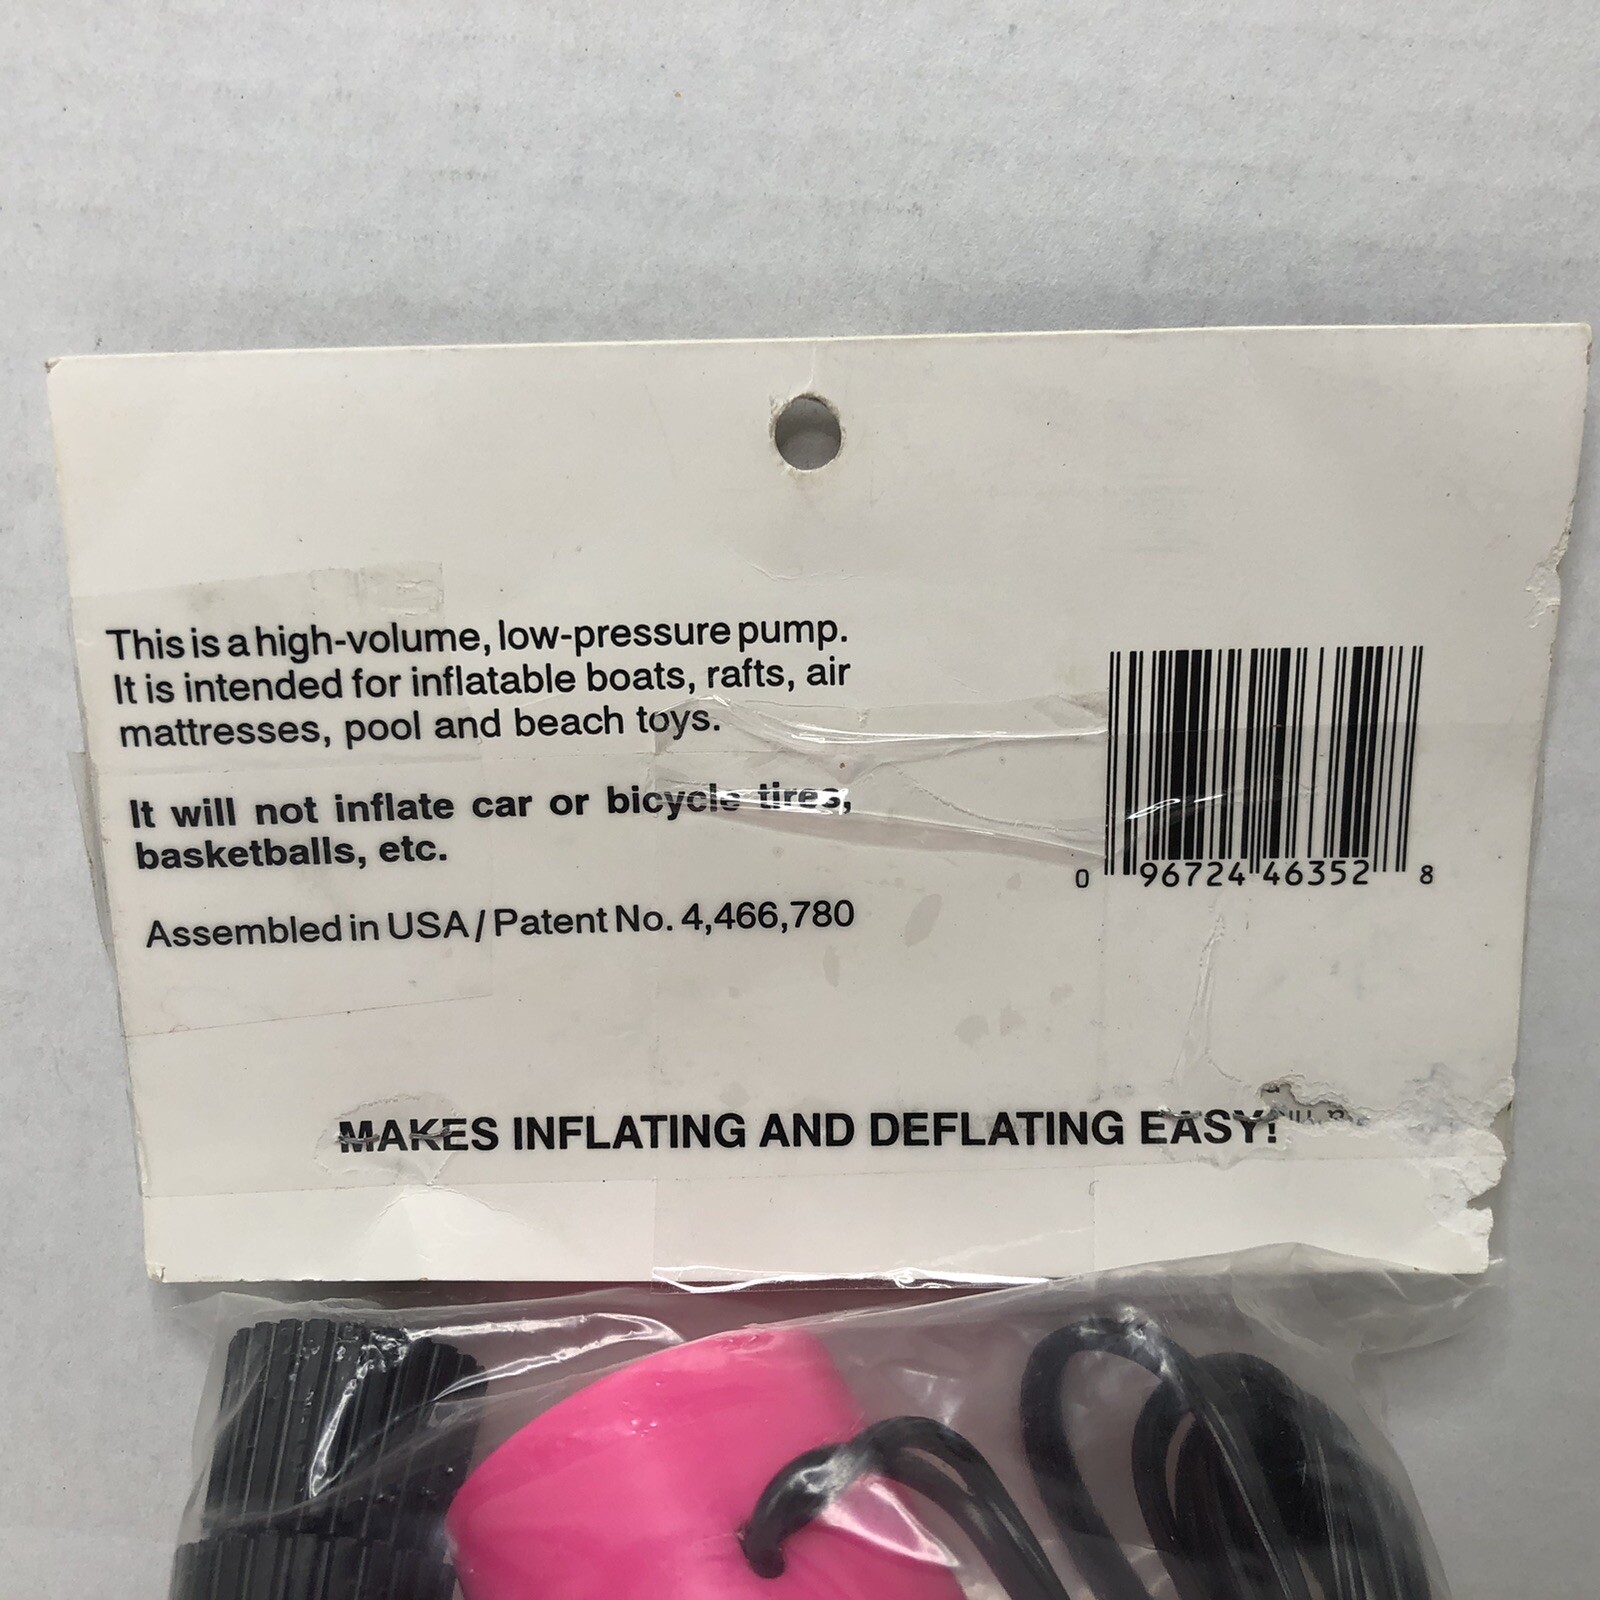 This is a high-volume, low-pressure pump.
It is intended for inflatable boats, rafts, air
mattresses, pool and beach toys.
It will not inflate car or bicycle tires,
basketballs, etc.
Assembled in USA / Patent No. 4,466,780
0 96724 46352 8
MAKES INFLATING AND DEFLATING EASY!